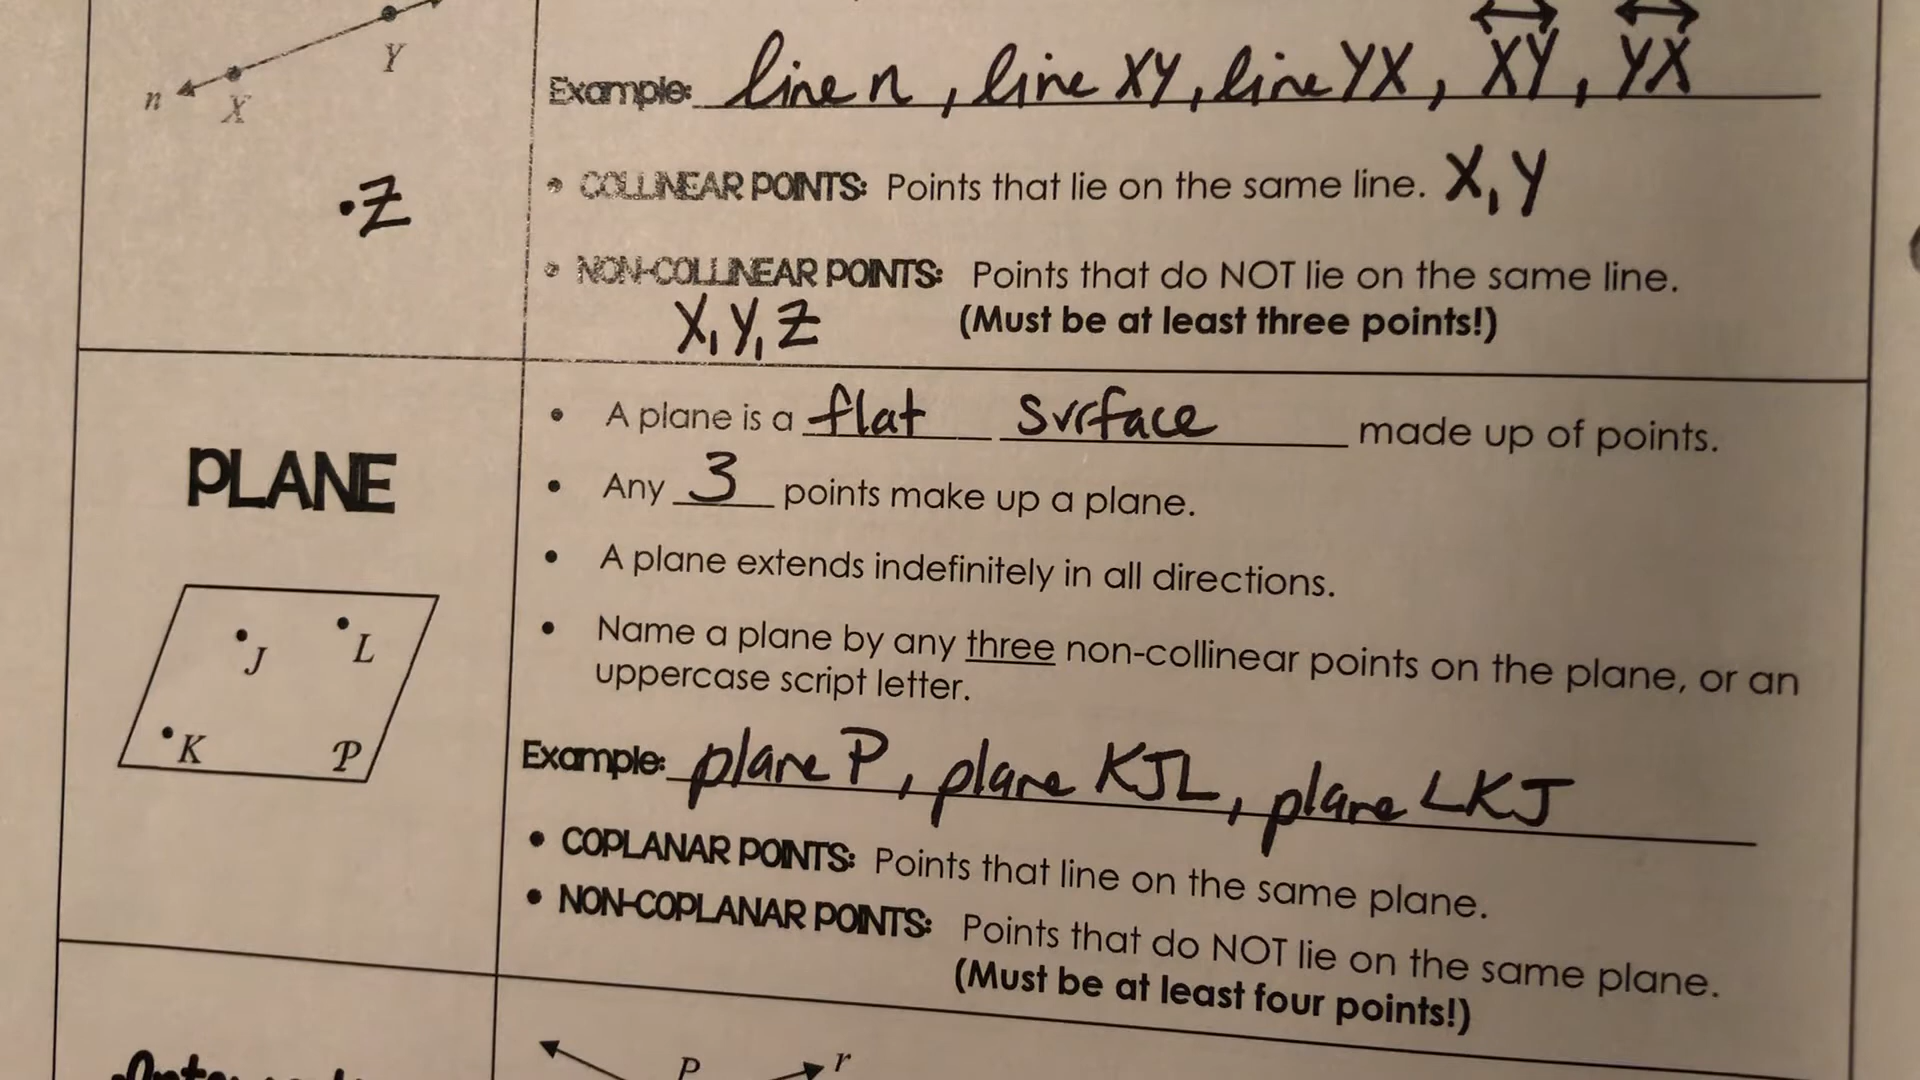 Y
n
X
Example: line n, line XY, line YX, XY, YX
• COLLINEAR POINTS: Points that lie on the same line. X, Y
•Z
• NON-COLLINEAR POINTS: Points that do NOT lie on the same line.
X, Y, Z (Must be at least three points!)
PLANE
• A plane is a flat surface made up of points.
• Any 3 points make up a plane.
• A plane extends indefinitely in all directions.
• Name a plane by any three non-collinear points on the plane, or an
uppercase script letter.
J
L
K
P
Example: plane P, plane KJL, plane LKJ
• COPLANAR POINTS: Points that line on the same plane.
• NON-COPLANAR POINTS: Points that do NOT lie on the same plane.
(Must be at least four points!)
P
r